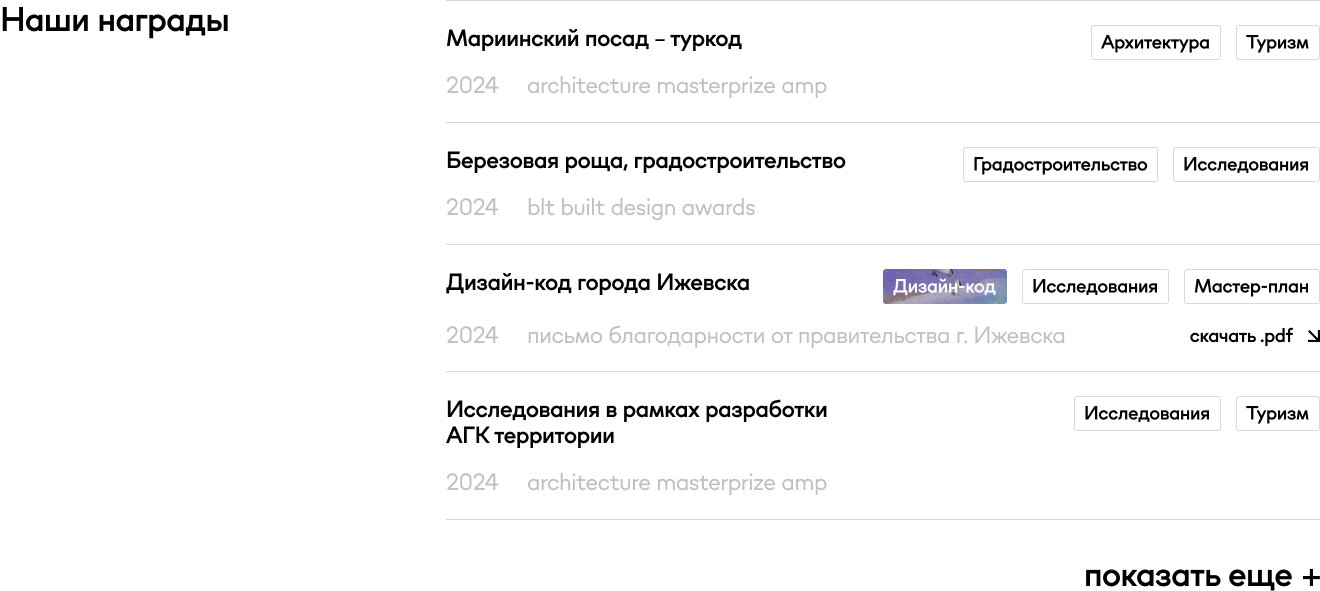 Наши награды
Мариинский посад – туркод
Архитектура
Туризм
2024 architecture masterprize amp
Березовая роща, градостроительство
Градостроительство
Исследования
2024 blt built design awards
Дизайн-код города Ижевска
Дизайн-код
Исследования
Мастер-план
2024 письмо благодарности от правительства г. Ижевска
скачать .pdf
Исследования в рамках разработки
АГК территории
Исследования
Туризм
2024 architecture masterprize amp
показать еще +